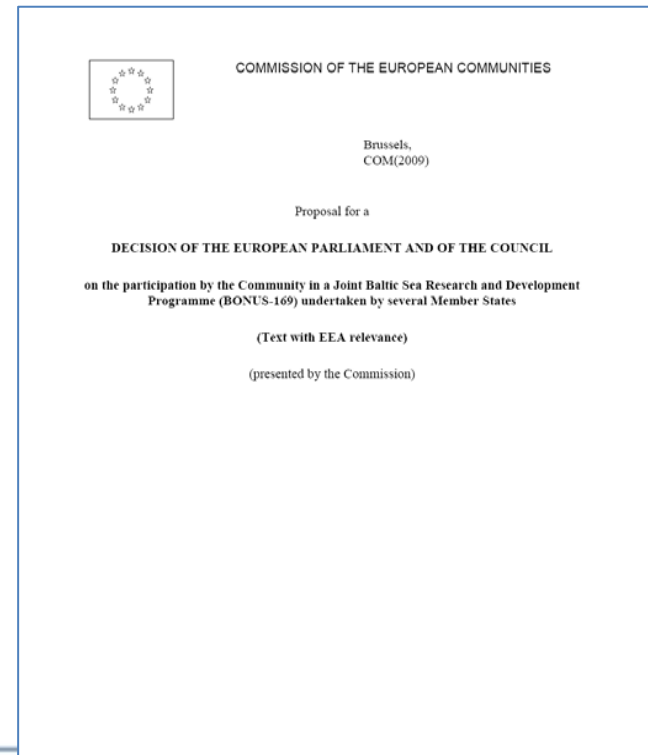 COMMISSION OF THE EUROPEAN COMMUNITIES
Brussels,
COM(2009)
Proposal for a
DECISION OF THE EUROPEAN PARLIAMENT AND OF THE COUNCIL
on the participation by the Community in a Joint Baltic Sea Research and Development
Programme (BONUS-169) undertaken by several Member States
(Text with EEA relevance)
(presented by the Commission)